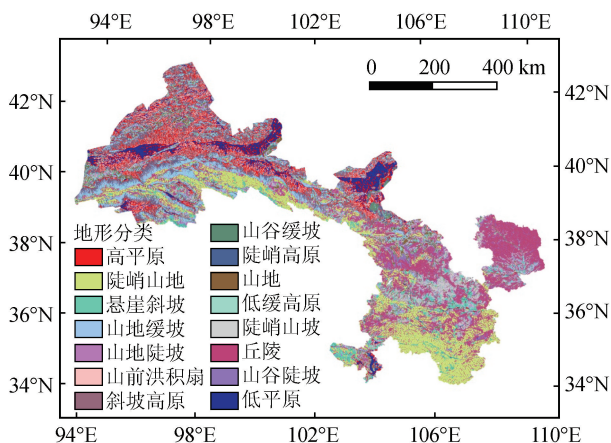 94°E 98°E 102°E 106°E 110°E
0 200 400 km
42°N 42°N
40°N 40°N
38°N 38°N
36°N 36°N
34°N 34°N
地形分类
高平原
陡峭山地
悬崖斜坡
山地缓坡
山地陡坡
山前洪积扇
斜坡高原
山谷缓坡
陡峭高原
山地
低缓高原
陡峭山坡
丘陵
山谷陡坡
低平原
94°E 98°E 102°E 106°E 110°E